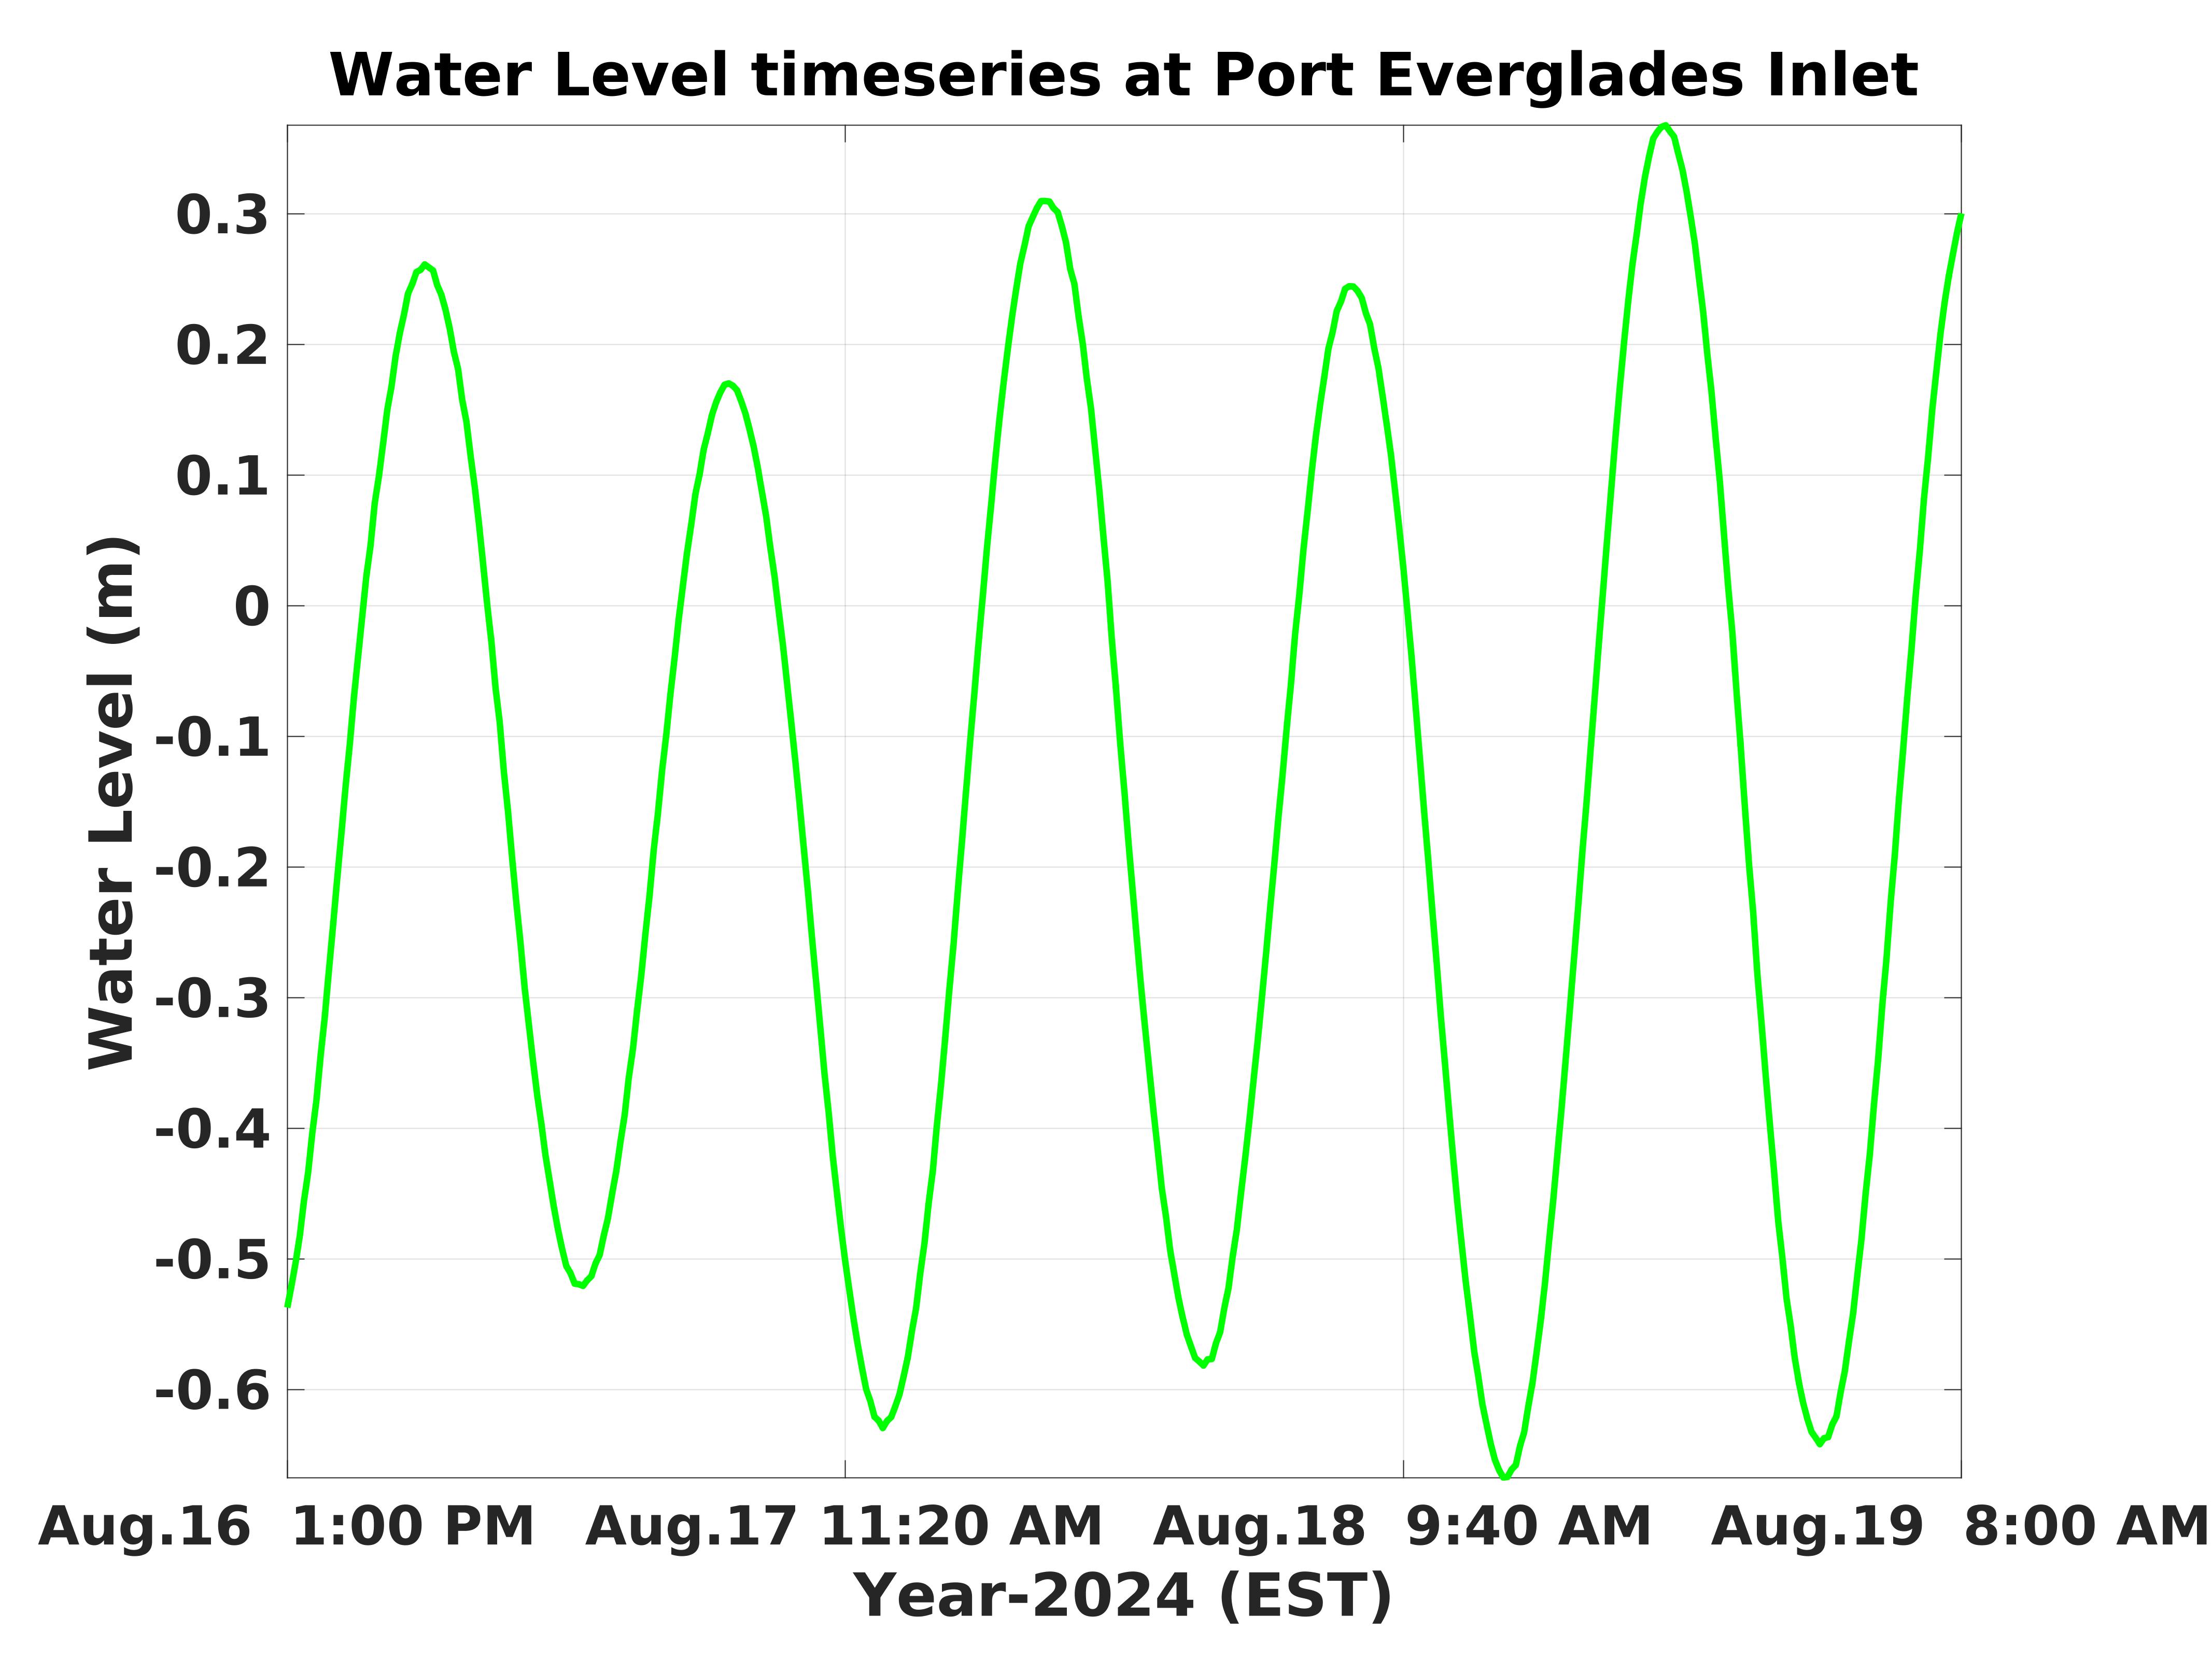 Water Level timeseries at Port Everglades Inlet
0.3
0.2
0.1
0
-0.1
-0.2
-0.3
-0.4
-0.5
-0.6
Water Level (m)
Aug.16 1:00 PM Aug.17 11:20 AM Aug.18 9:40 AM Aug.19 8:00 AM
Year-2024 (EST)